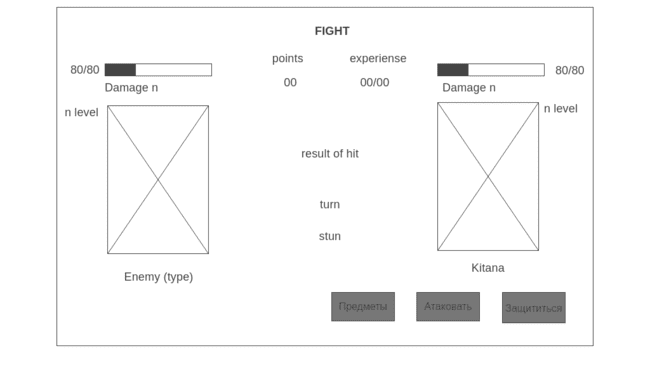 FIGHT
points
experiense
80/80
80/80
00
00/00
Damage n
Damage n
n level
n level
result of hit
turn
stun
Enemy (type)
Kitana
Предметы
Атаковать
Защититься